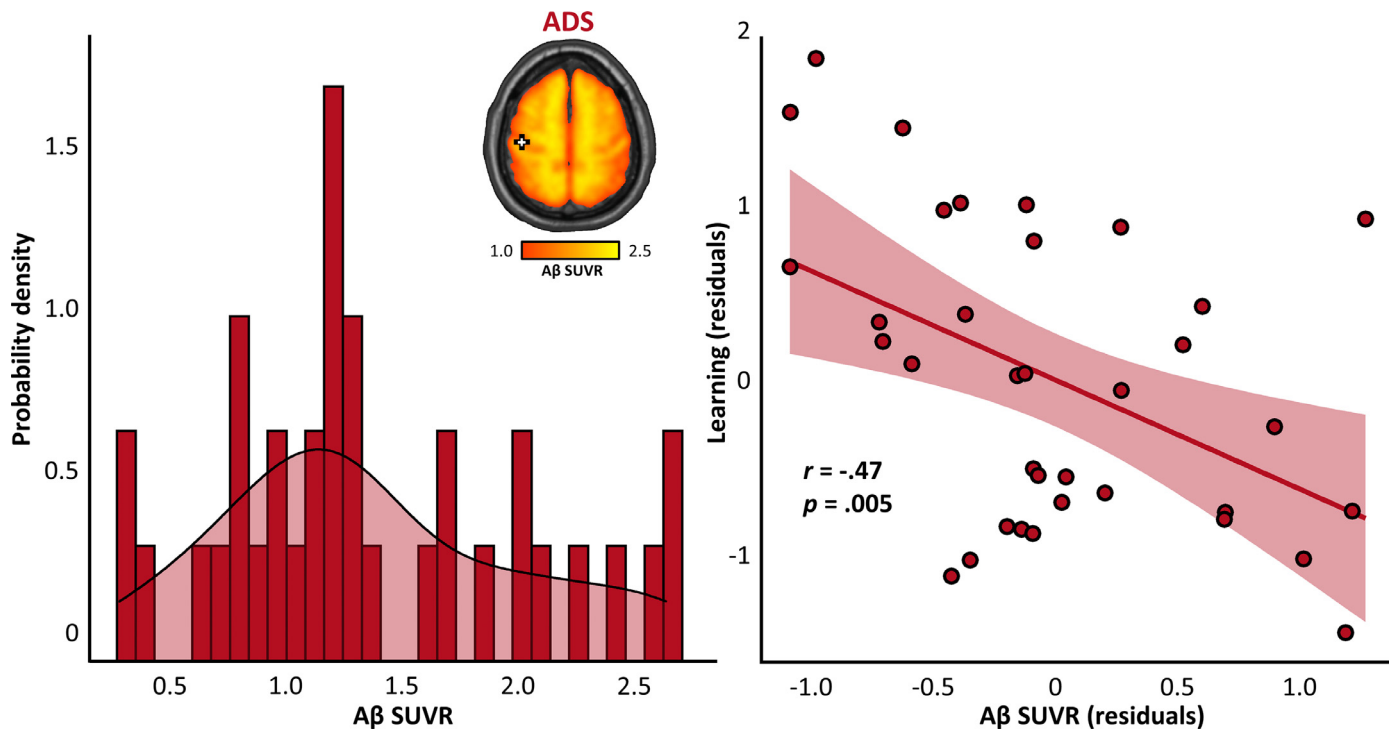 ADS
1.0 2.5
Aβ SUVR
Probability density
1.5
1.0
0.5
0
0.5 1.0 1.5 2.0 2.5
Aβ SUVR
Learning (residuals)
2
1
0
-1
r = -.47
p = .005
-1.0 -0.5 0 0.5 1.0
Aβ SUVR (residuals)